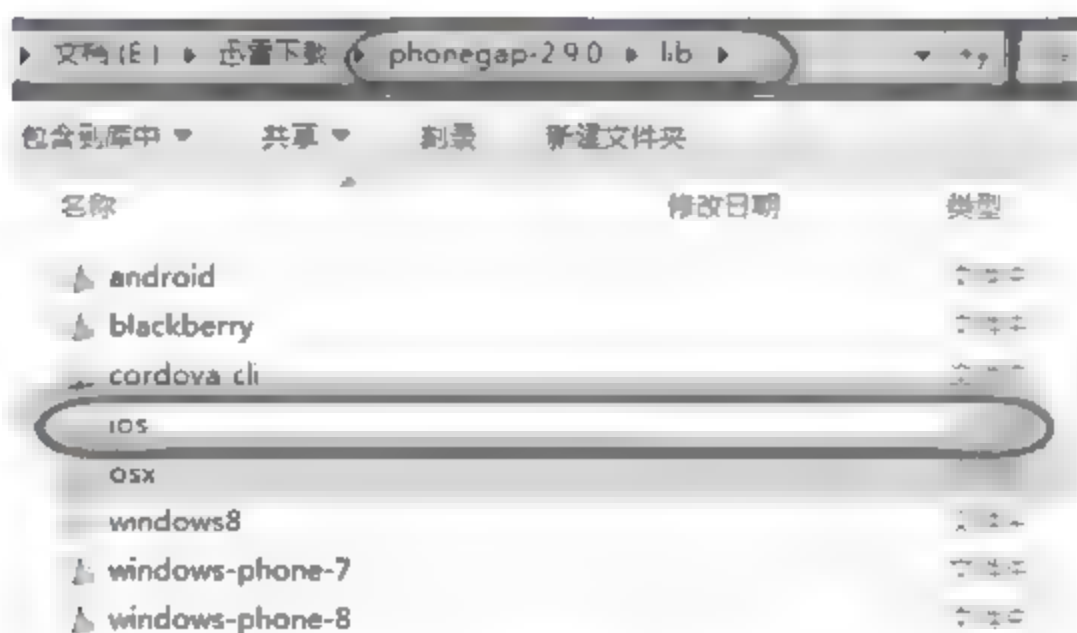 文档 (E:) ▸ 迅雷下载 ▸ phonegap-2.9.0 ▸ lib ▸
包含到库中 共享 刻录 新建文件夹
名称 修改日期 类型
android
blackberry
cordova-cli
ios
osx
windows8
windows-phone-7
windows-phone-8